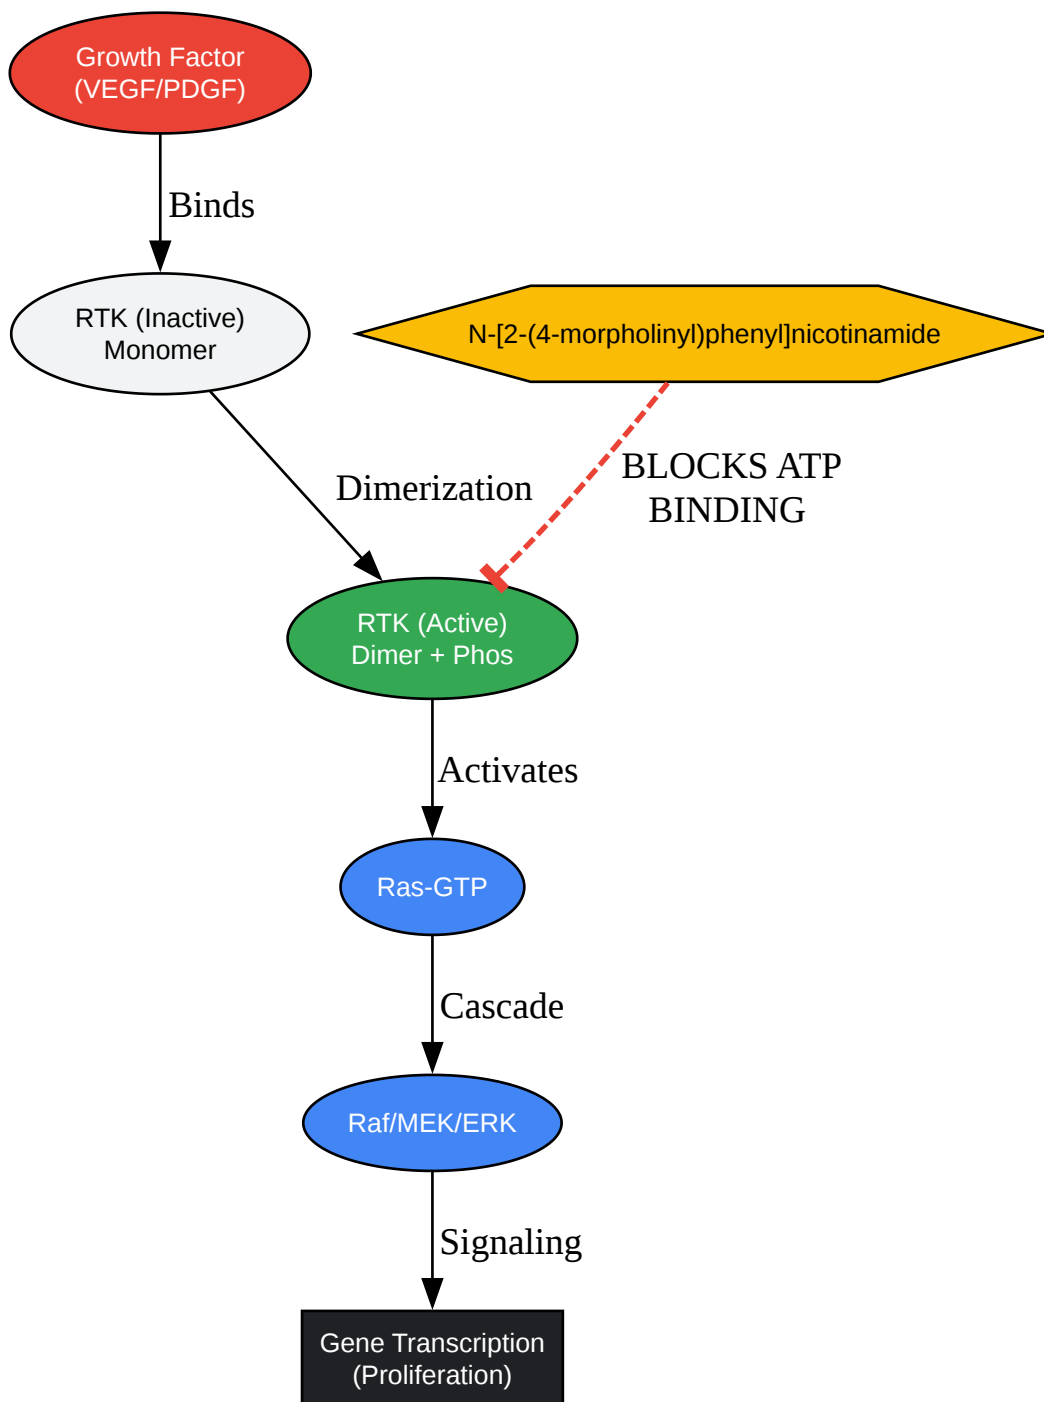 Growth Factor
(VEGF/PDGF)
Binds
RTK (Inactive)
Monomer
N-[2-(4-morpholinyl)phenyl]nicotinamide
Dimerization
BLOCKS ATP
BINDING
RTK (Active)
Dimer + Phos
Activates
Ras-GTP
Cascade
Raf/MEK/ERK
Signaling
Gene Transcription
(Proliferation)